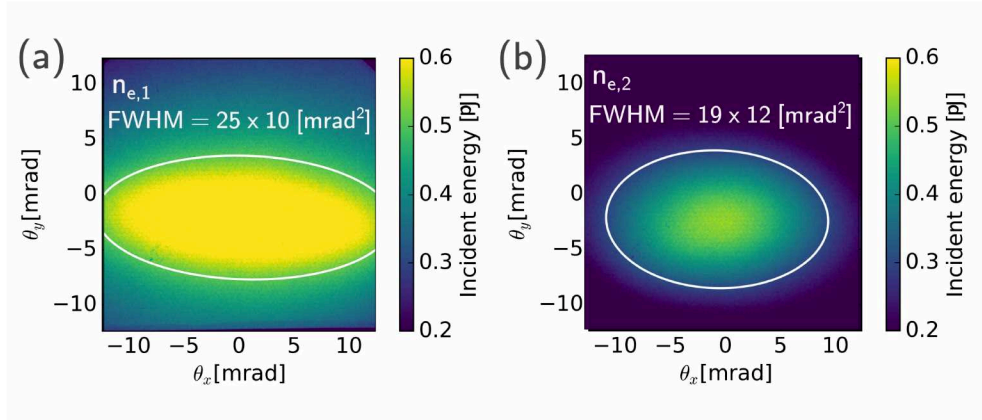 (a)
n_e,1
FWHM = 25 x 10 [mrad²]
10
5
0
−5
−10
θ_y[mrad]
−10 −5 0 5 10
θ_x[mrad]
0.6
0.5
0.4
0.3
0.2
Incident energy [pJ]
(b)
n_e,2
FWHM = 19 x 12 [mrad²]
10
5
0
−5
−10
θ_y[mrad]
−10 −5 0 5 10
θ_x[mrad]
0.6
0.5
0.4
0.3
0.2
Incident energy [pJ]